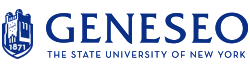 GENESEO
1871
THE STATE UNIVERSITY OF NEW YORK